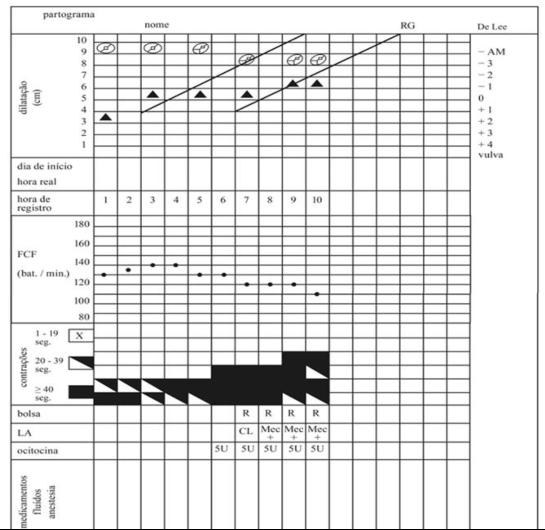 partograma
nome RG De Lee
dilatação
(cm)
10
9
8
7
6
5
4
3
2
1
− AM
− 3
− 2
− 1
0
+ 1
+ 2
+ 3
+ 4
vulva
dia de início
hora real
hora de
registro
1 2 3 4 5 6 7 8 9 10
FCF
(bat. / min.)
180
160
140
120
100
80
contrações
1 - 19
seg.
X
20 - 39
seg.
≥ 40
seg.
bolsa R R R R
LA CL Mec Mec Mec
+ + +
ocitocina 5U 5U 5U 5U 5U
medicamentos
fluidos
anestesia